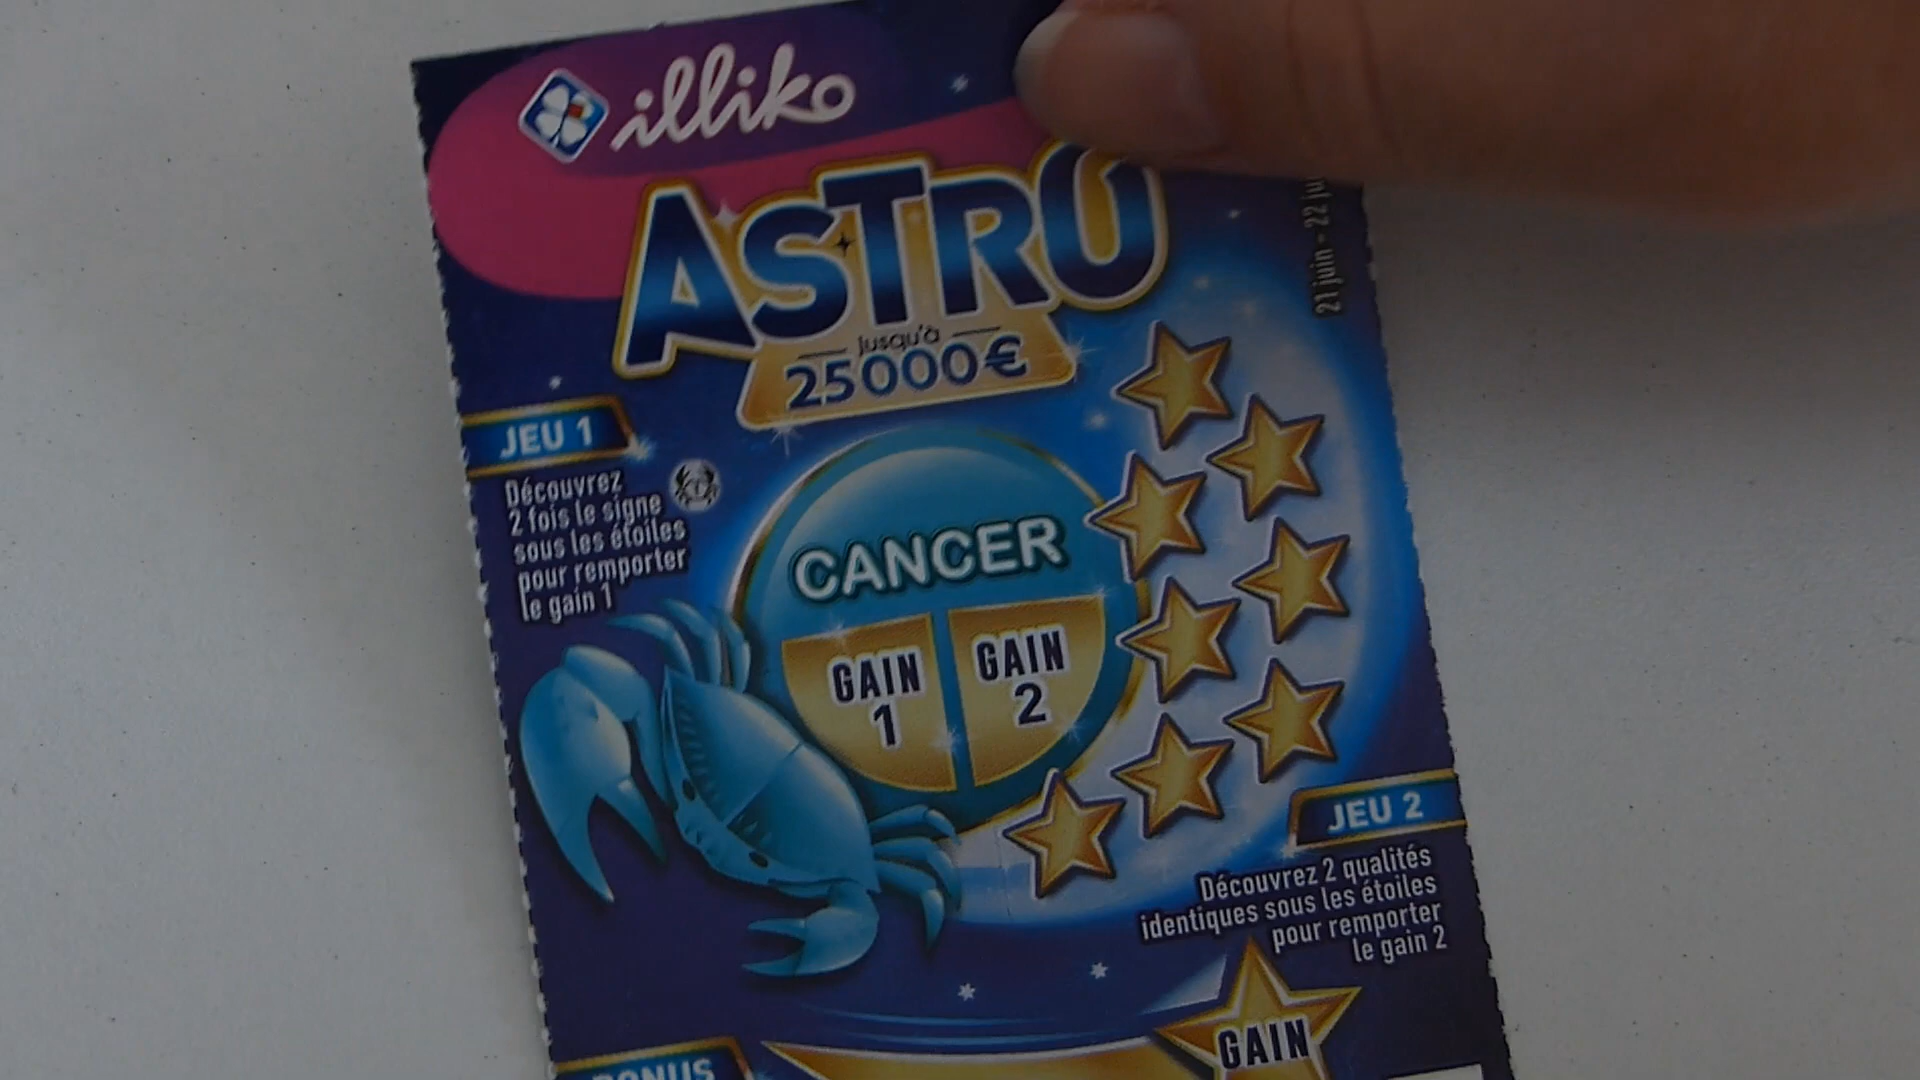 illiko
ASTRO
Jusqu'à
25000€
21 juin - 22
JEU 1
Découvrez
2 fois le signe
sous les étoiles
pour remporter
le gain 1
CANCER
GAIN
1
GAIN
2
JEU 2
Découvrez 2 qualités
identiques sous les étoiles
pour remporter
le gain 2
BONUS
GAIN